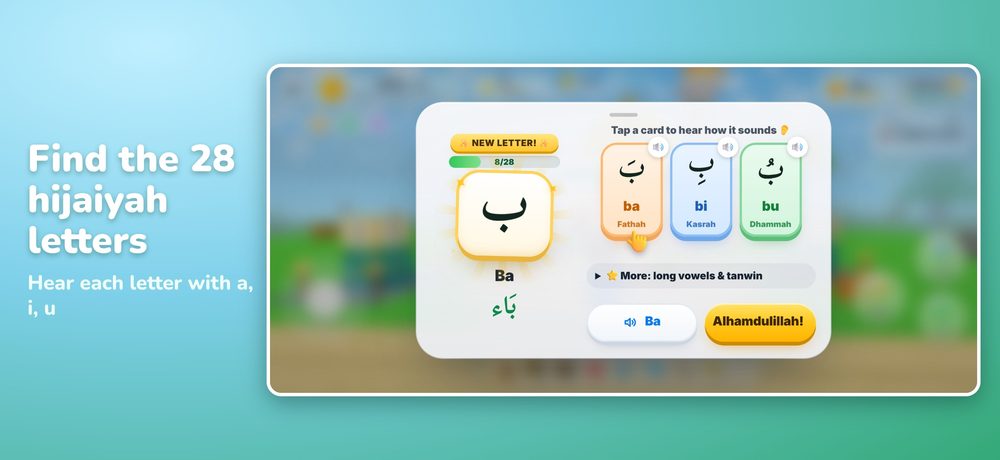 Find the 28
hijaiyah
letters
Hear each letter with a,
i, u
NEW LETTER!
8/28
ب
Ba
بَاء
Tap a card to hear how it sounds
بَ
ba
Fathah
بِ
bi
Kasrah
بُ
bu
Dhammah
More: long vowels & tanwin
Ba
Alhamdulillah!